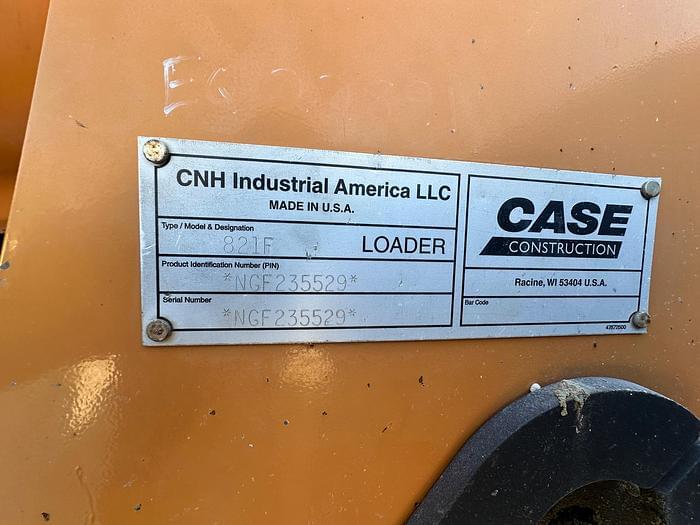 CNH Industrial America LLC
MADE IN U.S.A.
Type / Model & Designation
821F LOADER
Product Identification Number (PIN)
*NGF235529*
Serial Number
*NGF235529*
CASE
CONSTRUCTION
Racine, WI 53404 U.S.A.
Bar Code
47872500